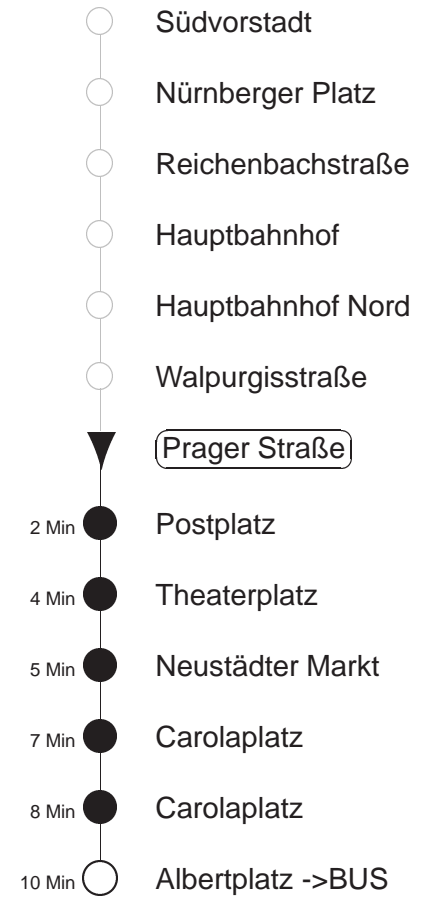 Südvorstadt
Nürnberger Platz
Reichenbachstraße
Hauptbahnhof
Hauptbahnhof Nord
Walpurgisstraße
Prager Straße
2 Min Postplatz
4 Min Theaterplatz
5 Min Neustädter Markt
7 Min Carolaplatz
8 Min Carolaplatz
10 Min Albertplatz ->BUS